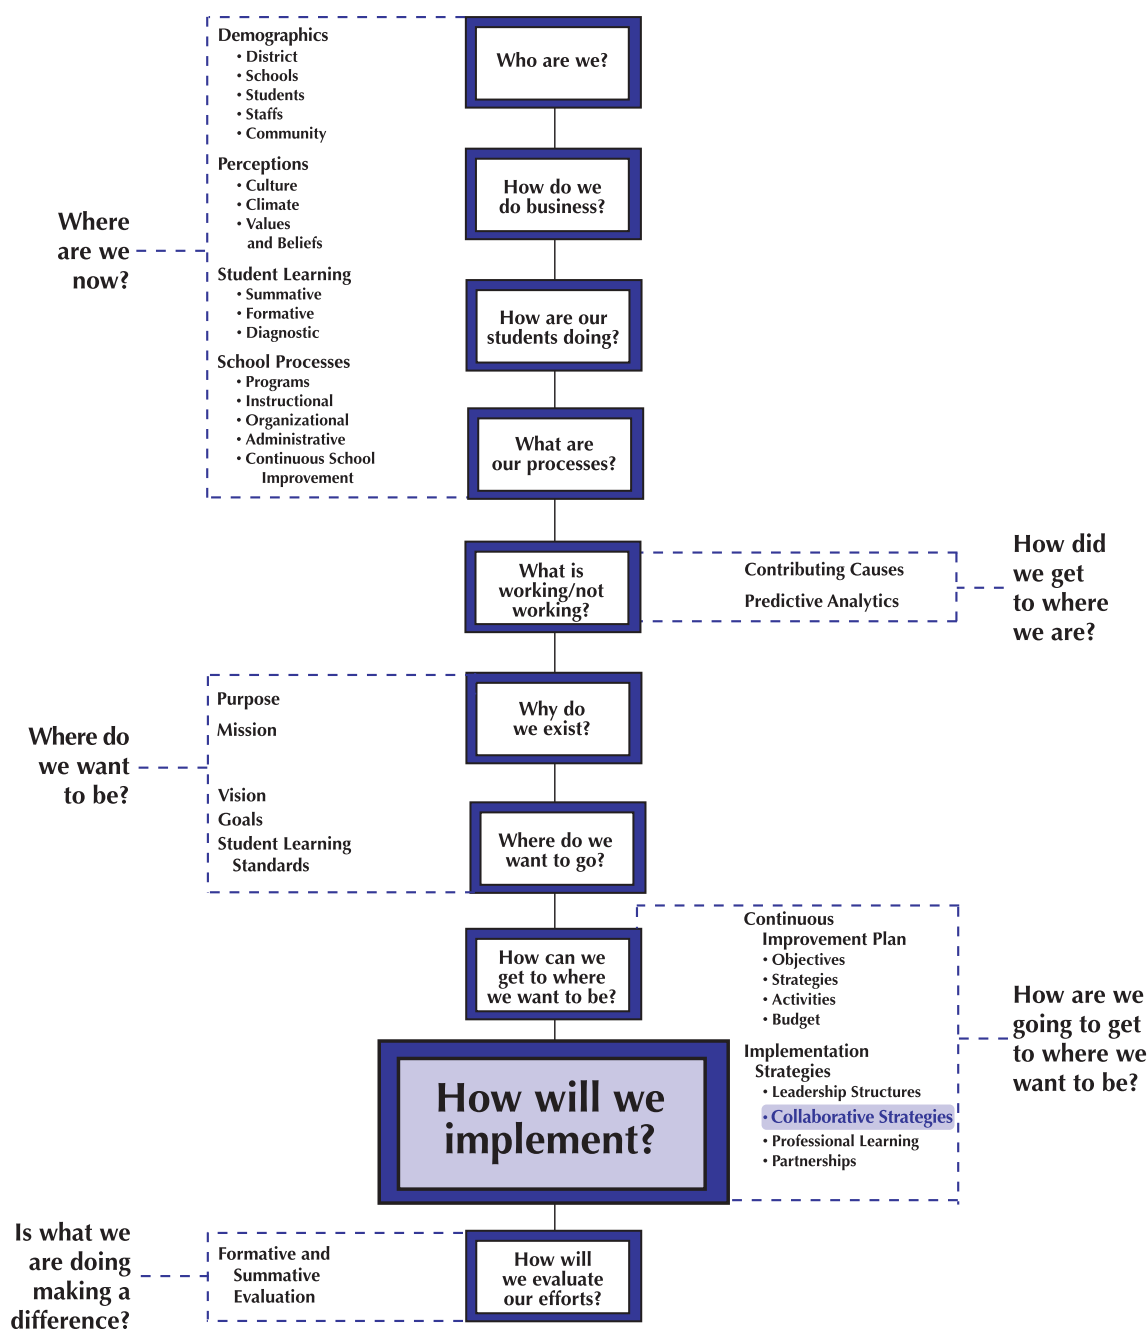 Where
are we
now?
Demographics
• District
• Schools
• Students
• Staffs
• Community
Perceptions
• Culture
• Climate
• Values
and Beliefs
Student Learning
• Summative
• Formative
• Diagnostic
School Processes
• Programs
• Instructional
• Organizational
• Administrative
• Continuous School
Improvement
Who are we?
How do we
do business?
How are our
students doing?
What are
our processes?
What is
working/not
working?
Contributing Causes
Predictive Analytics
How did
we get
to where
we are?
Where do
we want
to be?
Purpose
Mission
Vision
Goals
Student Learning
Standards
Why do
we exist?
Where do we
want to go?
How can we
get to where
we want to be?
How will we
implement?
Continuous
Improvement Plan
• Objectives
• Strategies
• Activities
• Budget
Implementation
Strategies
• Leadership Structures
• Collaborative Strategies
• Professional Learning
• Partnerships
How are we
going to get
to where we
want to be?
Is what we
are doing
making a
difference?
Formative and
Summative
Evaluation
How will
we evaluate
our efforts?